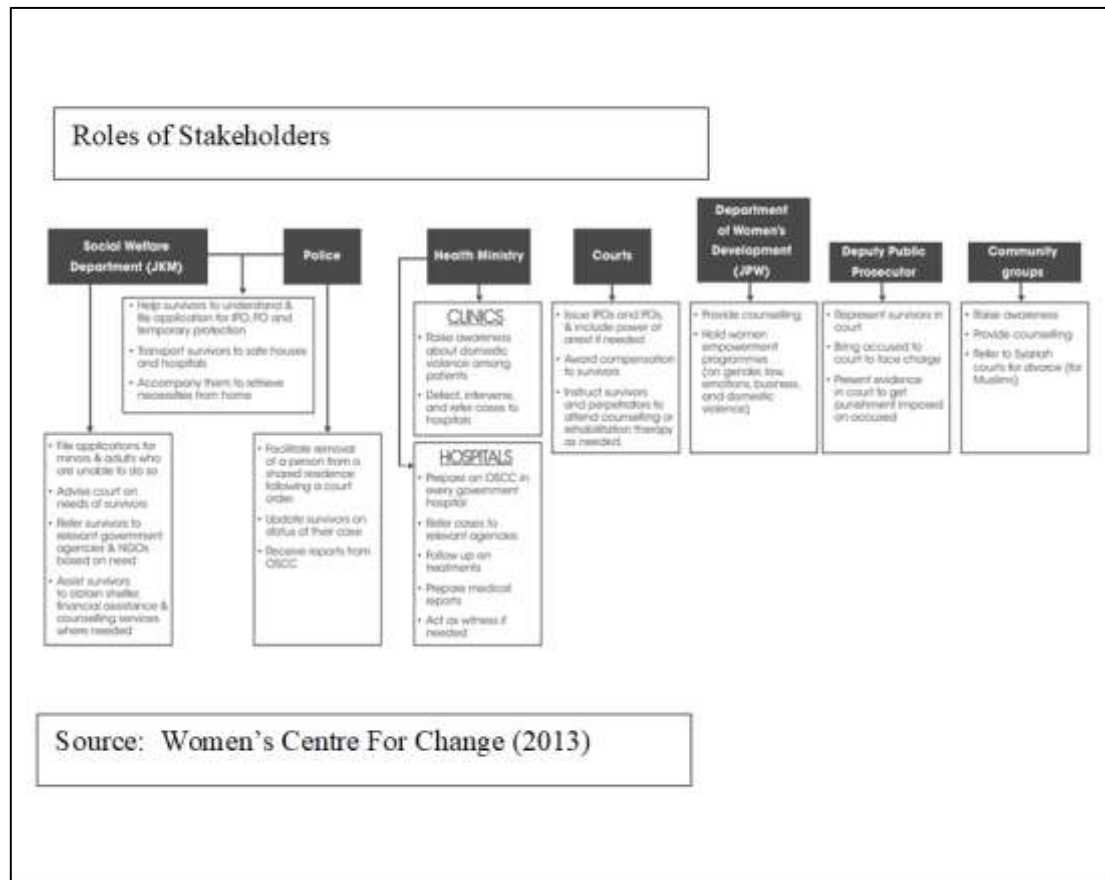 Roles of Stakeholders
Social Welfare
Department (JKM)
Police
• Help survivors to understand &
file application for IPO, PO and
temporary protection
• Transport survivors to safe houses
and hospitals
• Accompany them to retrieve
necessities from home
• File applications for
minors & adults who
are unable to do so
• Advise court on
needs of survivors
• Refer survivors to
relevant government
agencies & NGOs
based on need
• Assist survivors
to obtain shelter,
financial assistance &
counselling services
where needed
• Facilitate removal
of a person from a
shared residence
following a court
order
• Update survivors on
status of their case
• Receive reports from
OSCC
Health Ministry
CLINICS
• Raise awareness
about domestic
violence among
patients
• Detect, intervene,
and refer cases to
hospitals
HOSPITALS
• Prepare an OSCC in
every government
hospital
• Refer cases to
relevant agencies
• Follow up on
treatments
• Prepare medical
reports
• Act as witness if
needed
Courts
• Issue IPOs and POs,
& include power of
arrest if needed
• Award compensation
to survivors
• Instruct survivors
and perpetrators to
attend counselling or
rehabilitation therapy
as needed
Department
of Women's
Development
(JPW)
• Provide counselling
• Hold women
empowerment
programmes
(on gender, law,
emotions, business,
and domestic
violence)
Deputy Public
Prosecutor
• Represent survivors in
court
• Bring accused to
court to face charge
• Present evidence
in court to get
punishment imposed
on accused
Community
groups
• Raise awareness
• Provide counselling
• Refer to Syariah
courts for divorce (for
Muslims)
Source:  Women's Centre For Change (2013)